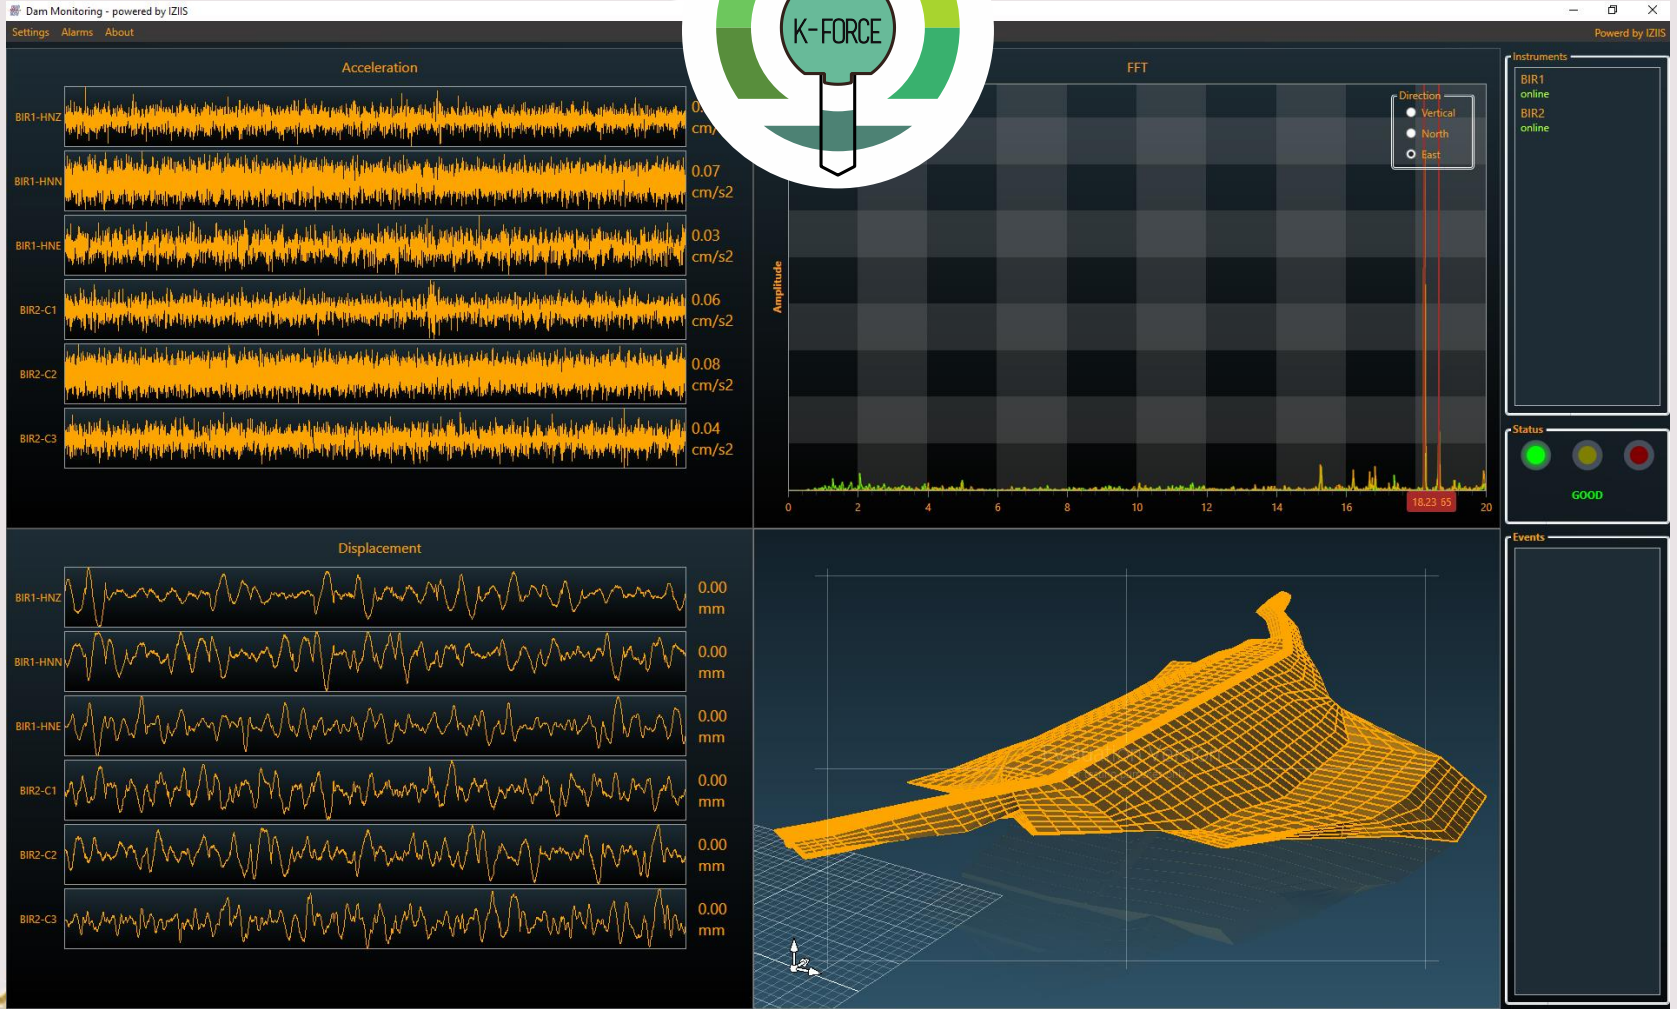 Dam Monitoring - powered by IZIIS
Settings Alarms About
Powerd by IZIIS
K-FORCE
Acceleration
BIR1-HNZ
cm/
BIR1-HNN
0.07
cm/s2
BIR1-HNE
0.03
cm/s2
BIR2-C1
0.06
cm/s2
BIR2-C2
0.08
cm/s2
BIR2-C3
0.04
cm/s2
FFT
Direction
Vertical
North
East
Amplitude
0 2 4 6 8 10 12 14 16 20
18.23 65
Instruments
BIR1
online
BIR2
online
Status
GOOD
Events
Displacement
BIR1-HNZ
0.00
mm
BIR1-HNN
0.00
mm
BIR1-HNE
0.00
mm
BIR2-C1
0.00
mm
BIR2-C2
0.00
mm
BIR2-C3
0.00
mm